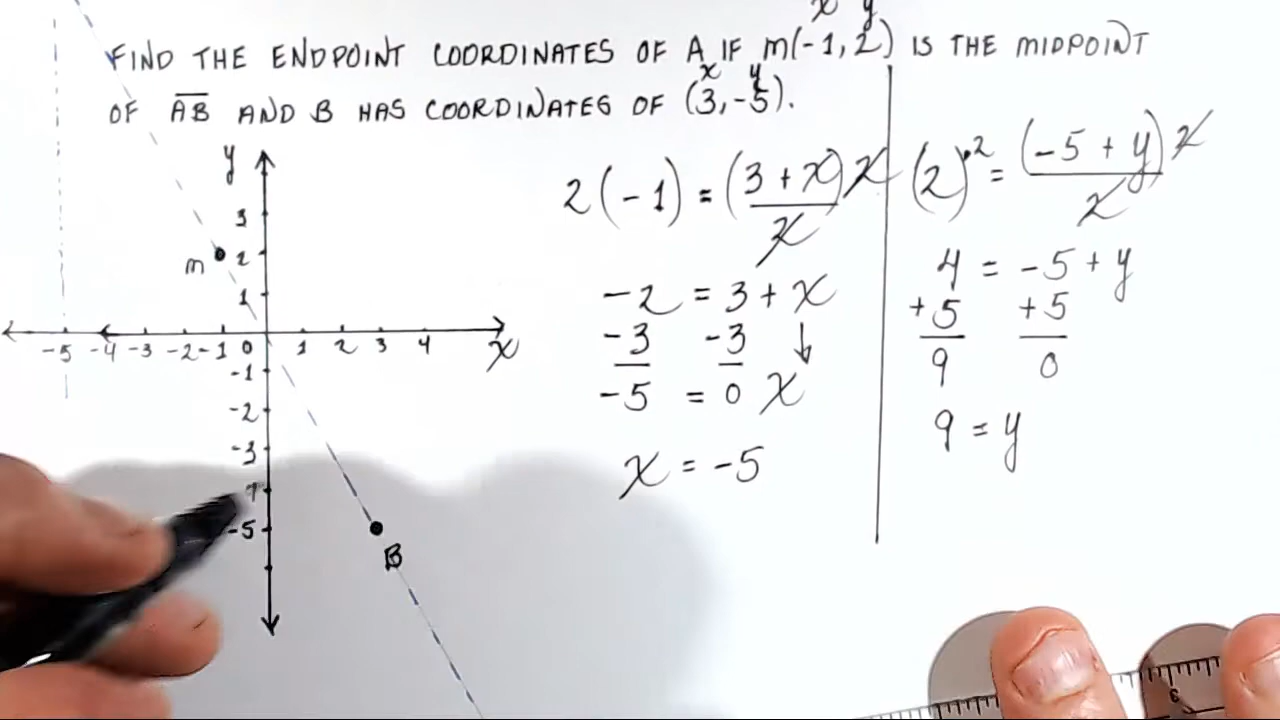 x y
FIND THE ENDPOINT COORDINATES OF A IF m(-1, 2) IS THE MIDPOINT
x y
OF AB AND B HAS COORDINATES OF (3, -5).
y
3
m 2
1
-5 -4 -3 -2 -1 0 1 2 3 4 x
-1
-2
-3
-5
B
2(-1) = (3 + x)2 / 2
-2 = 3 + x
-3 -3 ↓
-5 = 0 x
x = -5
(2)·2 = (-5 + y)2 / 2
4 = -5 + y
+5 +5
9 0
9 = y
3